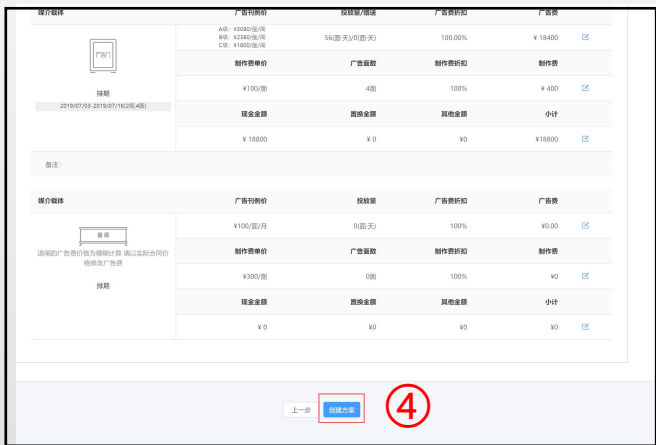 媒介载体 广告刊例价 投放量/赠送 广告费折扣 广告费
广告门
A级: ¥3080/面/周
B级: ¥2380/面/周
C级: ¥1800/面/周
56(面·天)/0(面·天) 100.00% ¥ 18400
制作费单价 广告面数 制作费折扣 制作费
排期
2019/07/03-2019/07/16(2周,4面)
¥100/面 4面 100% ¥ 400
现金金额 置换金额 其他金额 小计
¥ 18800 ¥ 0 ¥0 ¥18800
备注:
媒介载体 广告刊例价 投放量 广告费折扣 广告费
道闸
¥100/面/月 0(面·天) 100% ¥0.00
道闸的广告费价格为模糊计算 请以实际合同价
格修改广告费
制作费单价 广告面数 制作费折扣 制作费
排期
¥300/面 0面 100% ¥0
现金金额 置换金额 其他金额 小计
¥ 0 ¥0 ¥0 ¥0
上一步 创建方案 ④